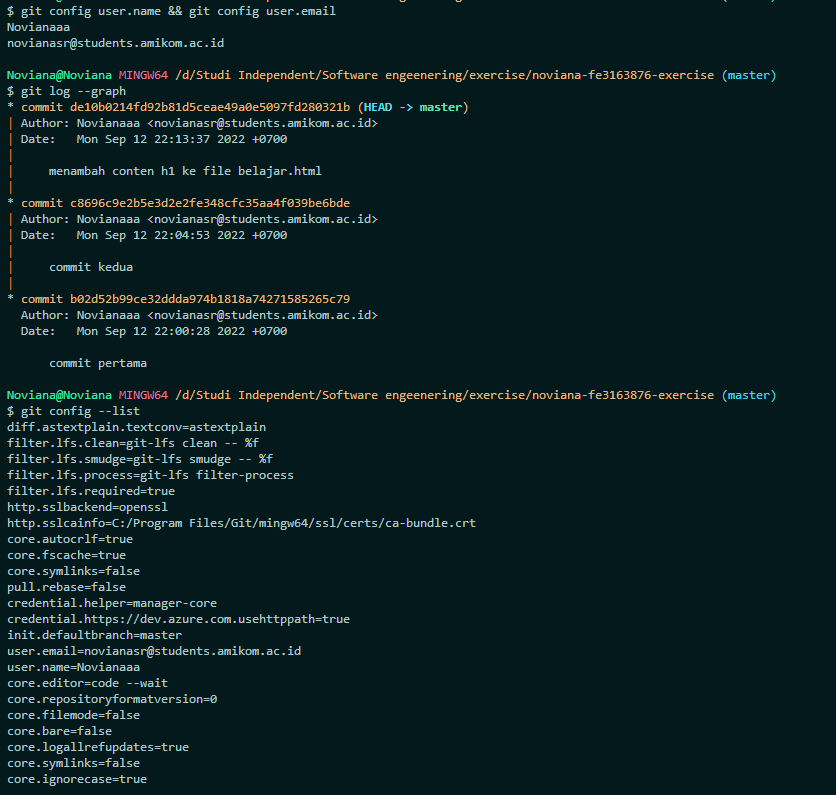 $ git config user.name && git config user.email
Novianaaa
novianasr@students.amikom.ac.id
Noviana@Noviana MINGW64 /d/Studi Independent/Software engeenering/exercise/noviana-fe3163876-exercise (master)
$ git log --graph
* commit de10b0214fd92b81d5ceae49a0e5097fd280321b (HEAD -> master)
| Author: Novianaaa <novianasr@students.amikom.ac.id>
| Date:   Mon Sep 12 22:13:37 2022 +0700
|
|     menambah conten h1 ke file belajar.html
|
* commit c8696c9e2b5e3d2e2fe348cfc35aa4f039be6bde
| Author: Novianaaa <novianasr@students.amikom.ac.id>
| Date:   Mon Sep 12 22:04:53 2022 +0700
|
|     commit kedua
|
* commit b02d52b99ce32ddda974b1818a74271585265c79
  Author: Novianaaa <novianasr@students.amikom.ac.id>
  Date:   Mon Sep 12 22:00:28 2022 +0700
      commit pertama
Noviana@Noviana MINGW64 /d/Studi Independent/Software engeenering/exercise/noviana-fe3163876-exercise (master)
$ git config --list
diff.astextplain.textconv=astextplain
filter.lfs.clean=git-lfs clean -- %f
filter.lfs.smudge=git-lfs smudge -- %f
filter.lfs.process=git-lfs filter-process
filter.lfs.required=true
http.sslbackend=openssl
http.sslcainfo=C:/Program Files/Git/mingw64/ssl/certs/ca-bundle.crt
core.autocrlf=true
core.fscache=true
core.symlinks=false
pull.rebase=false
credential.helper=manager-core
credential.https://dev.azure.com.usehttppath=true
init.defaultbranch=master
user.email=novianasr@students.amikom.ac.id
user.name=Novianaaa
core.editor=code --wait
core.repositoryformatversion=0
core.filemode=false
core.bare=false
core.logallrefupdates=true
core.symlinks=false
core.ignorecase=true